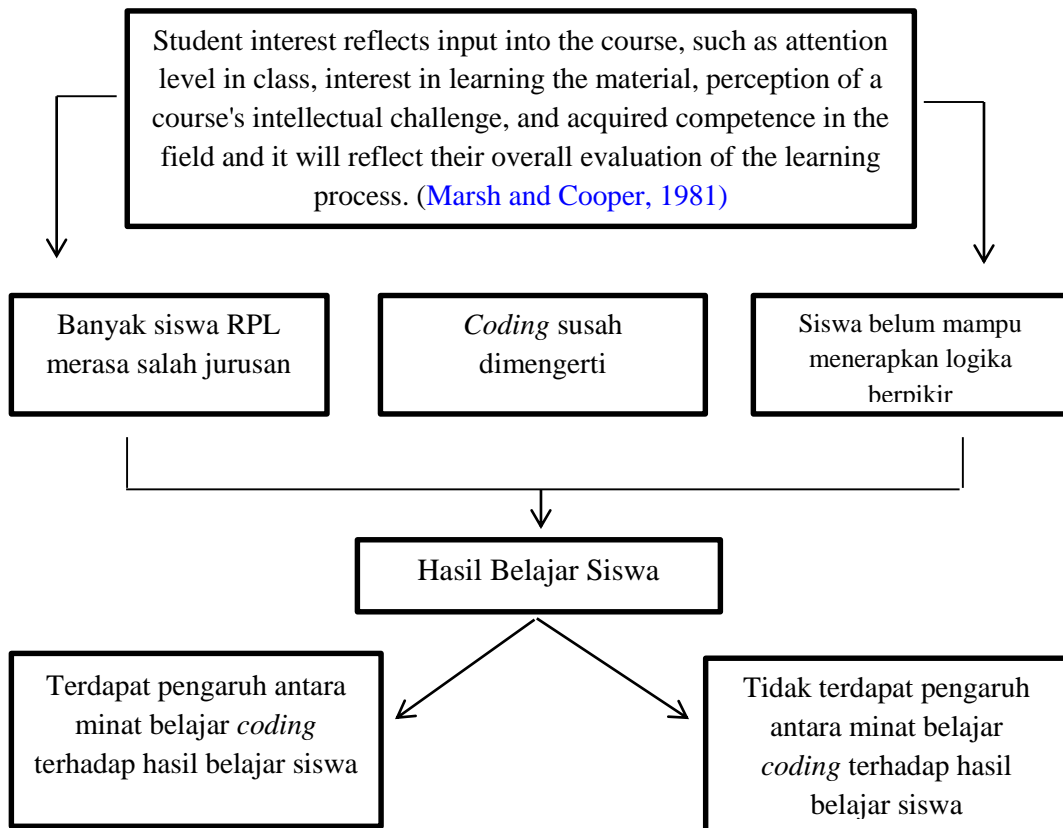 Student interest reflects input into the course, such as attention
level in class, interest in learning the material, perception of a
course's intellectual challenge, and acquired competence in the
field and it will reflect their overall evaluation of the learning
process. (Marsh and Cooper, 1981)
Banyak siswa RPL
merasa salah jurusan
Coding susah
dimengerti
Siswa belum mampu
menerapkan logika
berpikir
Hasil Belajar Siswa
Terdapat pengaruh antara
minat belajar coding
terhadap hasil belajar siswa
Tidak terdapat pengaruh
antara minat belajar
coding terhadap hasil
belajar siswa